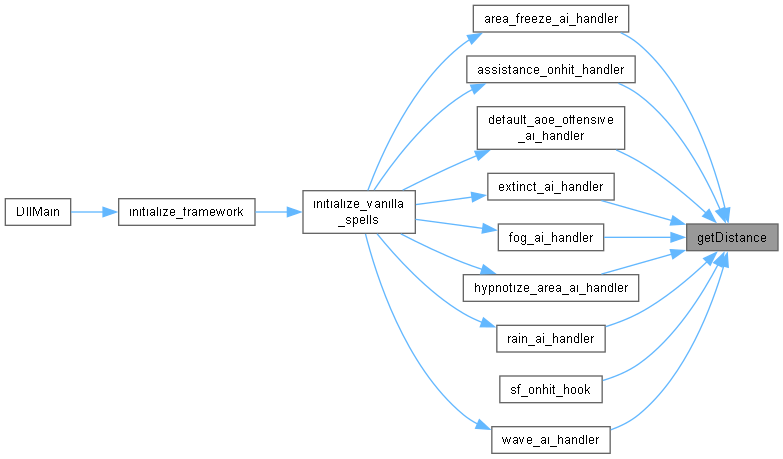 area_freeze_ai_handler
assistance_onhit_handler
default_aoe_offensive
_ai_handler
extinct_ai_handler
DllMain
initialize_framework
initialize_vanilla
_spells
fog_ai_handler
getDistance
hypnotize_area_ai_handler
rain_ai_handler
sf_onhit_hook
wave_ai_handler